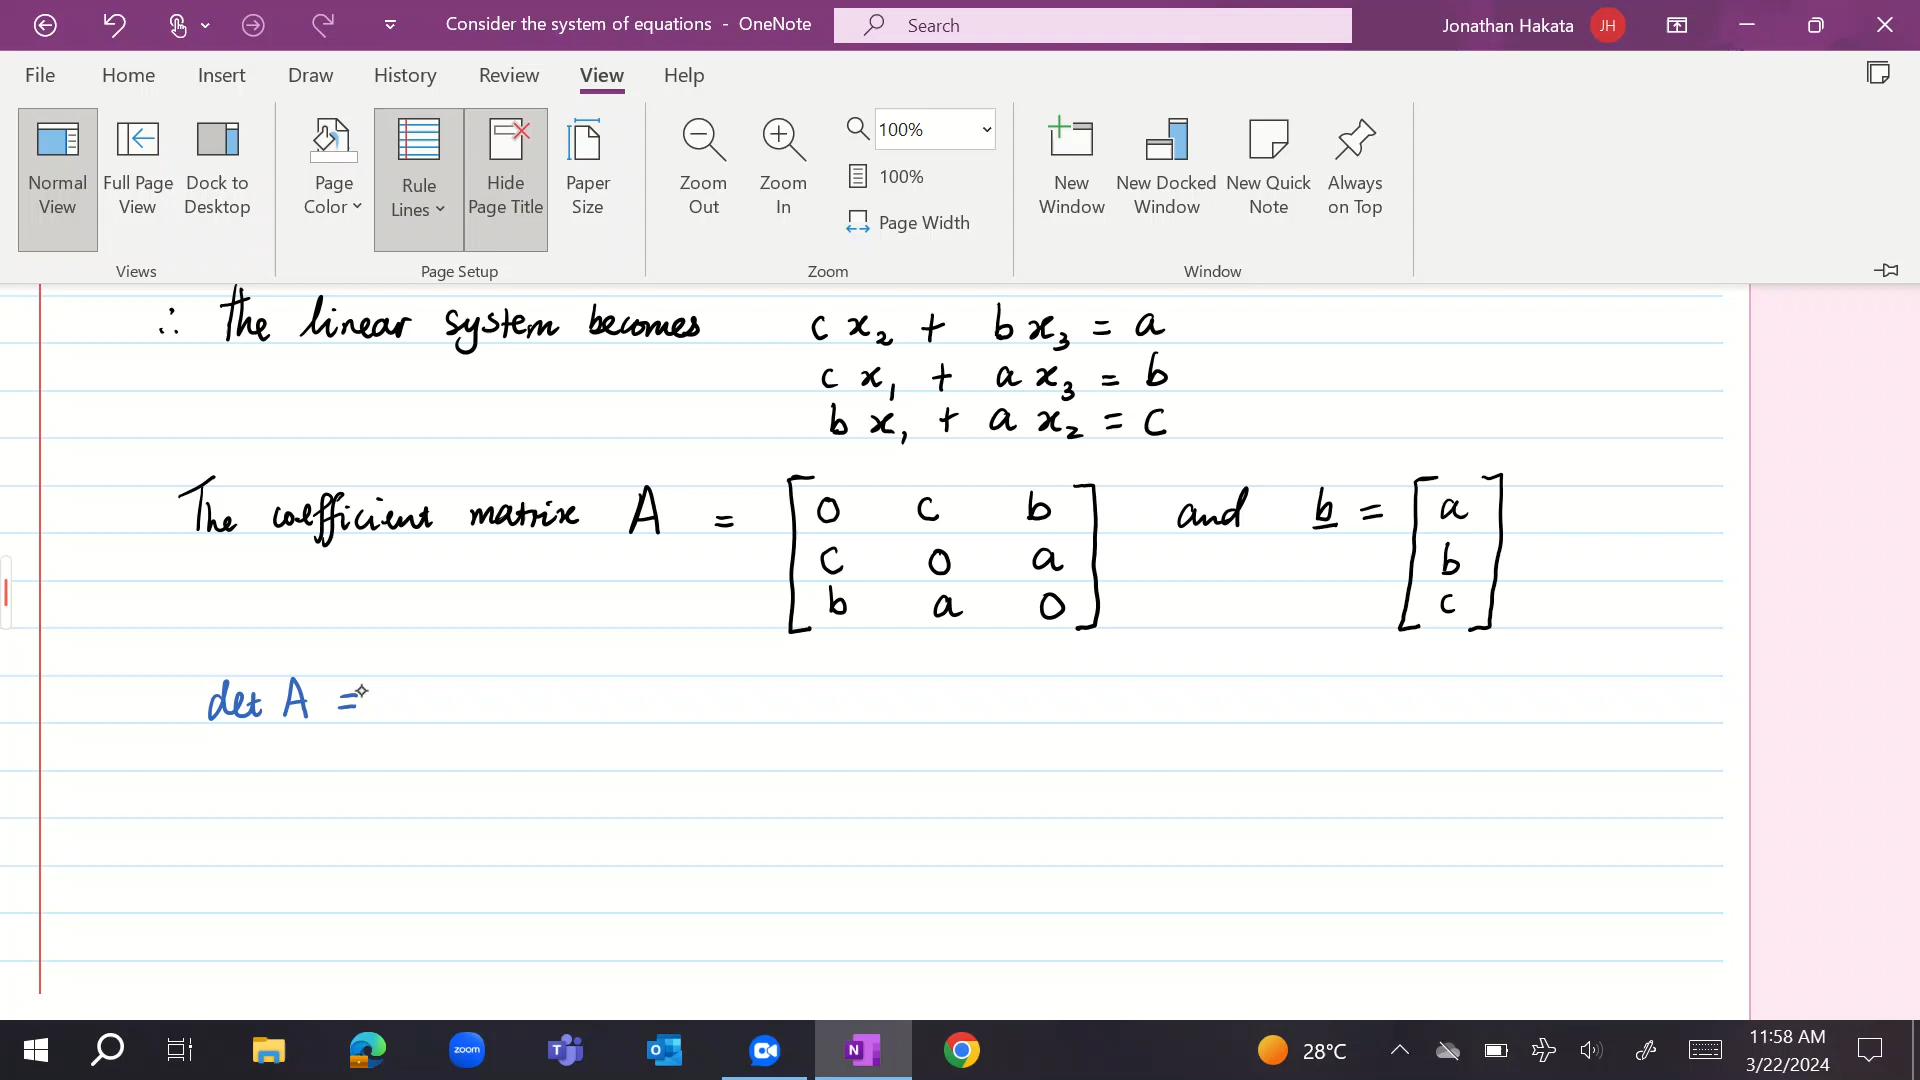 Consider the system of equations - OneNote
Search
Jonathan Hakata
JH
File Home Insert Draw History Review View Help
Normal View
Full Page View
Dock to Desktop
Page Color
Rule Lines
Hide Page Title
Paper Size
Zoom Out
Zoom In
100%
100%
Page Width
New Window
New Docked Window
New Quick Note
Always on Top
Views
Page Setup
Zoom
Window
∴ The linear system becomes c x₂ + b x₃ = a
c x₁ + a x₃ = b
b x₁ + a x₂ = c
The coefficient matrix A = [ 0 c b ] and b = [ a ]
[ c 0 a ] [ b ]
[ b a 0 ] [ c ]
det A =
zoom
T
O
N
28°C
11:58 AM
3/22/2024